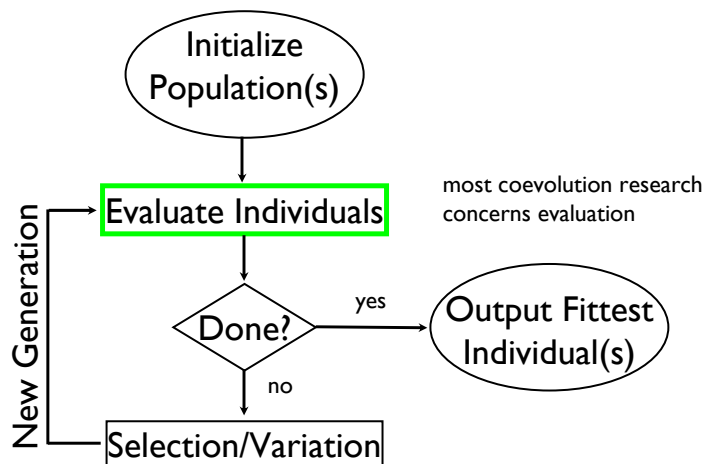 Initialize
Population(s)
Evaluate Individuals
most coevolution research
concerns evaluation
New Generation
Done?
yes
Output Fittest
Individual(s)
no
Selection/Variation